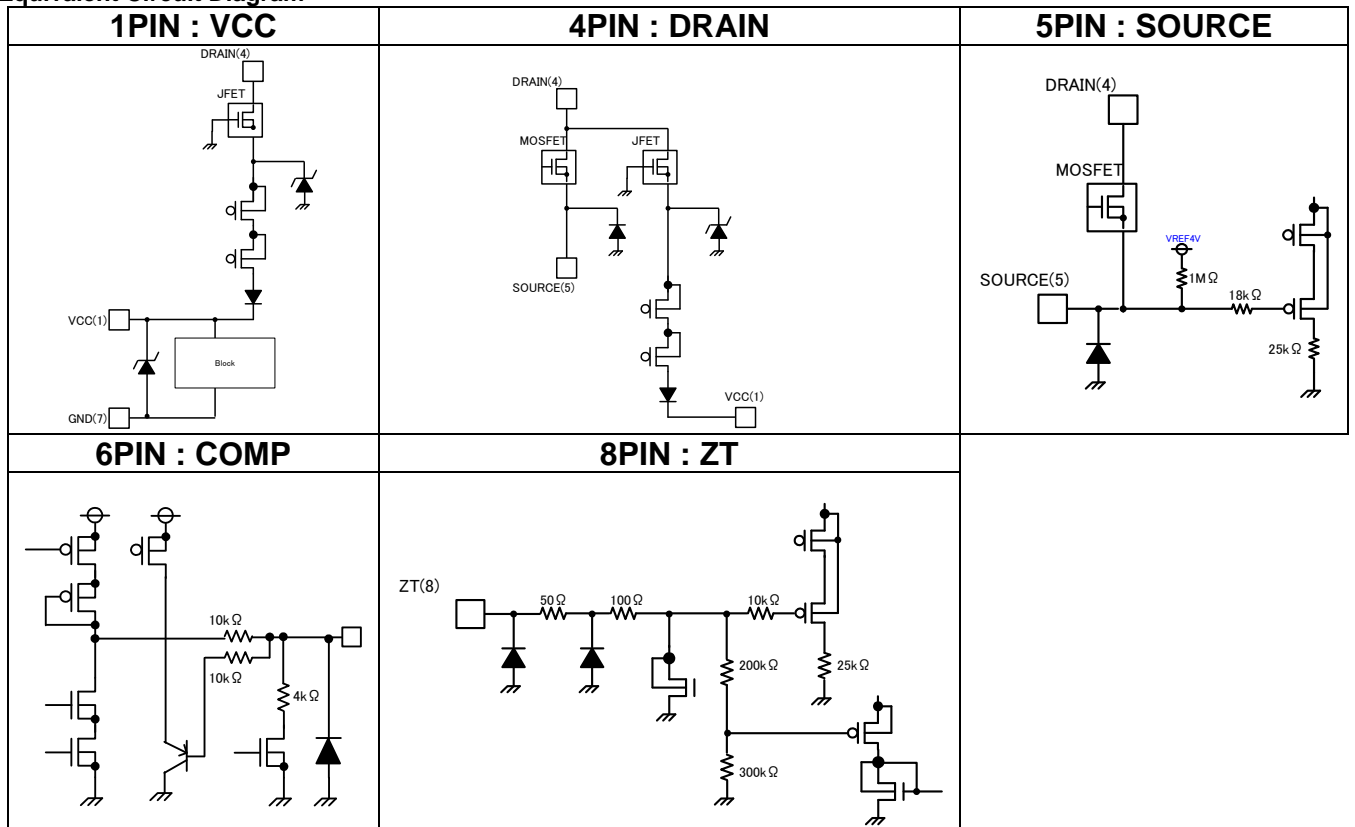 Equivalent Circuit Diagram
1PIN : VCC
DRAIN(4)
JFET
VCC(1)
Block
GND(7)
4PIN : DRAIN
DRAIN(4)
MOSFET
JFET
SOURCE(5)
VCC(1)
5PIN : SOURCE
DRAIN(4)
MOSFET
VREF4V
SOURCE(5)
1MΩ
18kΩ
25kΩ
6PIN : COMP
10kΩ
10kΩ
4kΩ
8PIN : ZT
ZT(8)
50Ω
100Ω
10kΩ
200kΩ
25kΩ
300kΩ